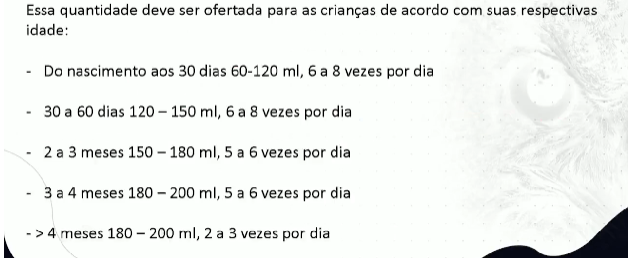 Essa quantidade deve ser ofertada para as crianças de acordo com suas respectivas
idade:
- Do nascimento aos 30 dias 60-120 ml, 6 a 8 vezes por dia
- 30 a 60 dias 120 – 150 ml, 6 a 8 vezes por dia
- 2 a 3 meses 150 – 180 ml, 5 a 6 vezes por dia
- 3 a 4 meses 180 – 200 ml, 5 a 6 vezes por dia
- > 4 meses 180 – 200 ml, 2 a 3 vezes por dia